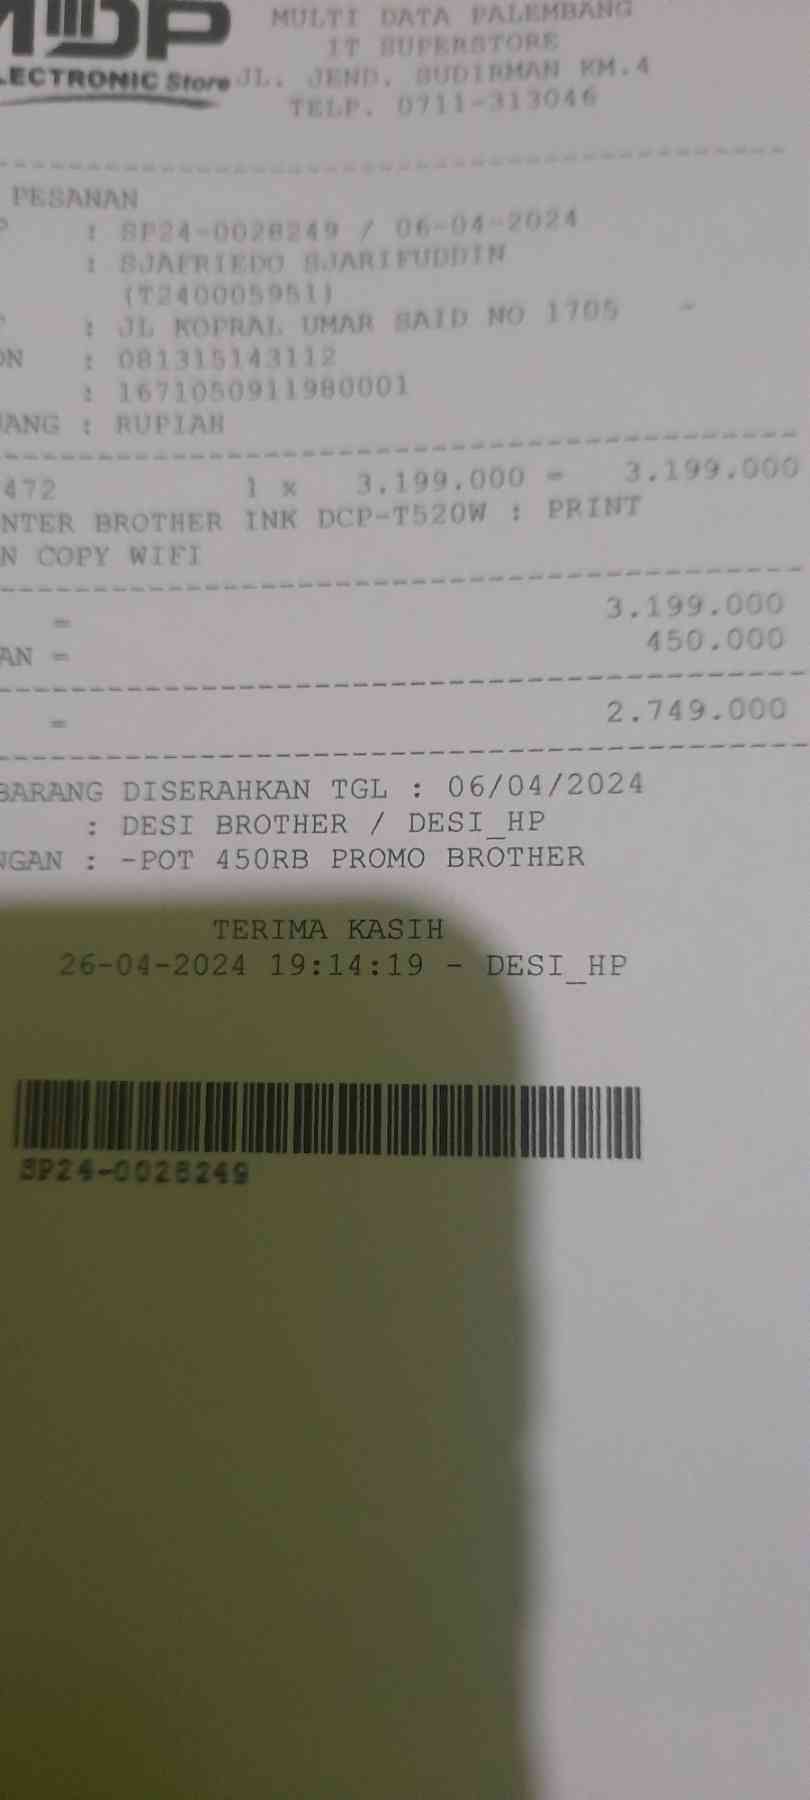 MDP
MULTI DATA PALEMBANG
IT SUPERSTORE
LECTRONIC Store JL. JEND. SUDIRMAN KM.4
TELP. 0711-313046
PESANAN
: SP24-0028249 / 06-04-2024
: SJAFRIEDO SJARIFUDDIN
(T240005951)
: JL KOPRAL UMAR SAID NO 1705 -
ON : 081315143112
: 1671050911980001
UANG : RUPIAH
472 1 x 3.199.000 = 3.199.000
NTER BROTHER INK DCP-T520W : PRINT
N COPY WIFI
= 3.199.000
AN = 450.000
= 2.749.000
BARANG DISERAHKAN TGL : 06/04/2024
: DESI BROTHER / DESI_HP
NGAN : -POT 450RB PROMO BROTHER
TERIMA KASIH
26-04-2024 19:14:19 - DESI_HP
SP24-0028249